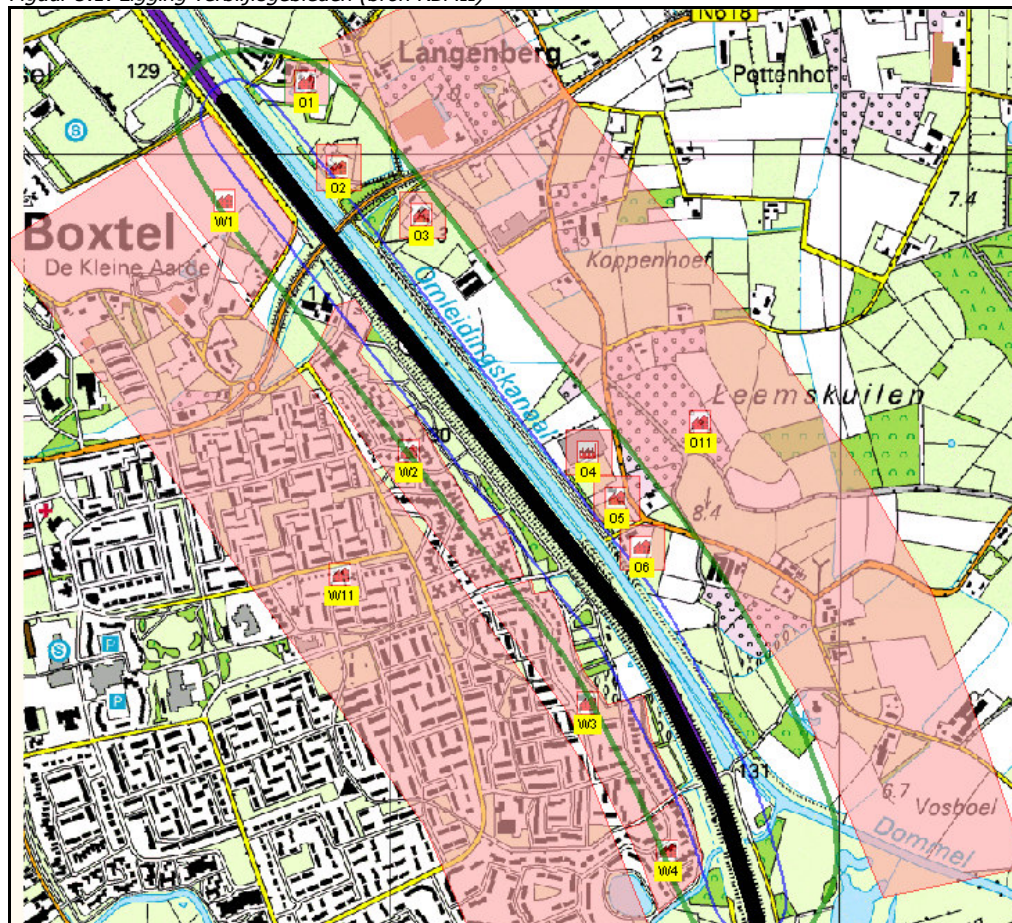 N618
Langenberg
129
2
Pottenhof
O1
S
O2
7.4
W1
O3
3
Boxtel
Koppenhoef
De Kleine Aarde
Omleidingskanaal
Leemskuilen
O11
30
W2
O4
O5
8.4
O6
W11
S
P
P
W3
131
6.7
Vosboel
Dommel
W4